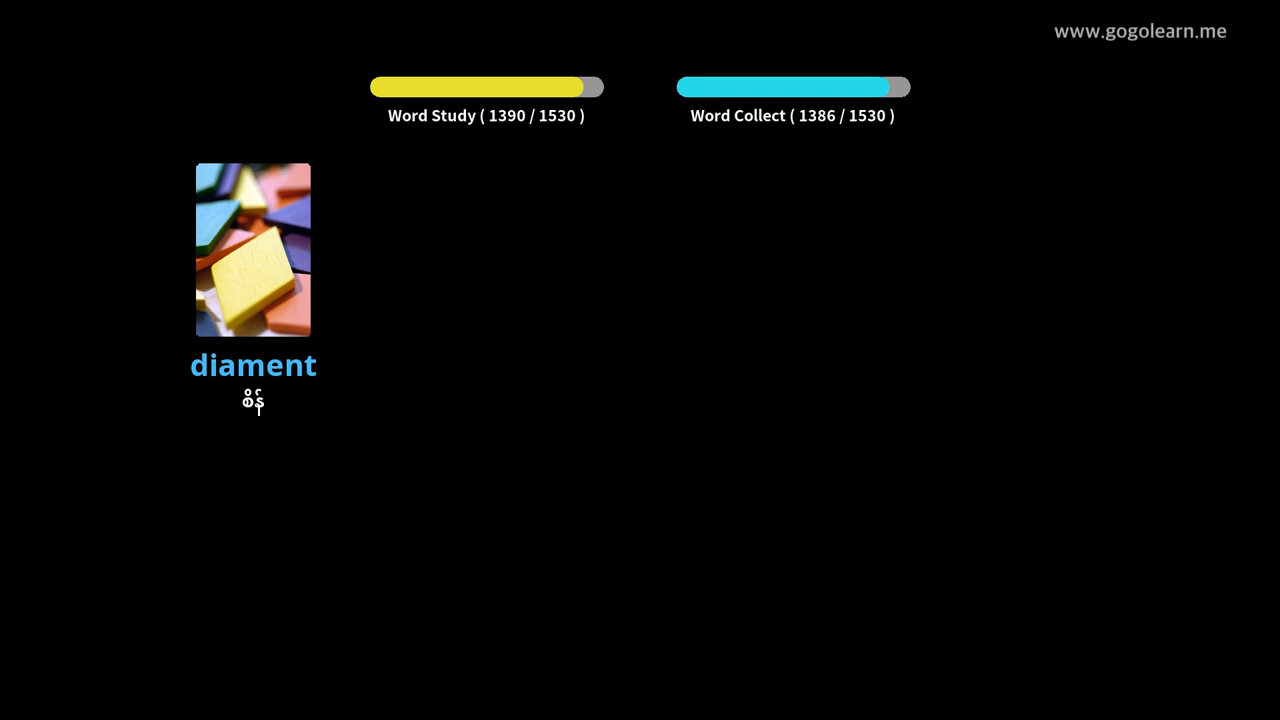 www.gogolearn.me
Word Study ( 1390 / 1530 )
Word Collect ( 1386 / 1530 )
diament
စိန်